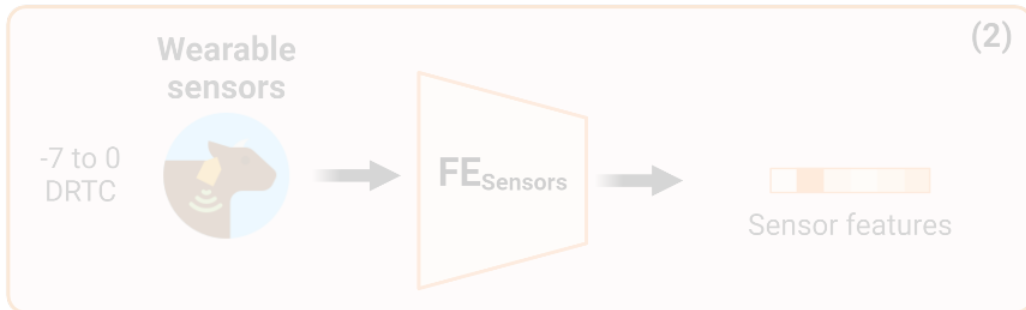 (2)
Wearable
sensors
-7 to 0
DRTC
FESensors
Sensor features